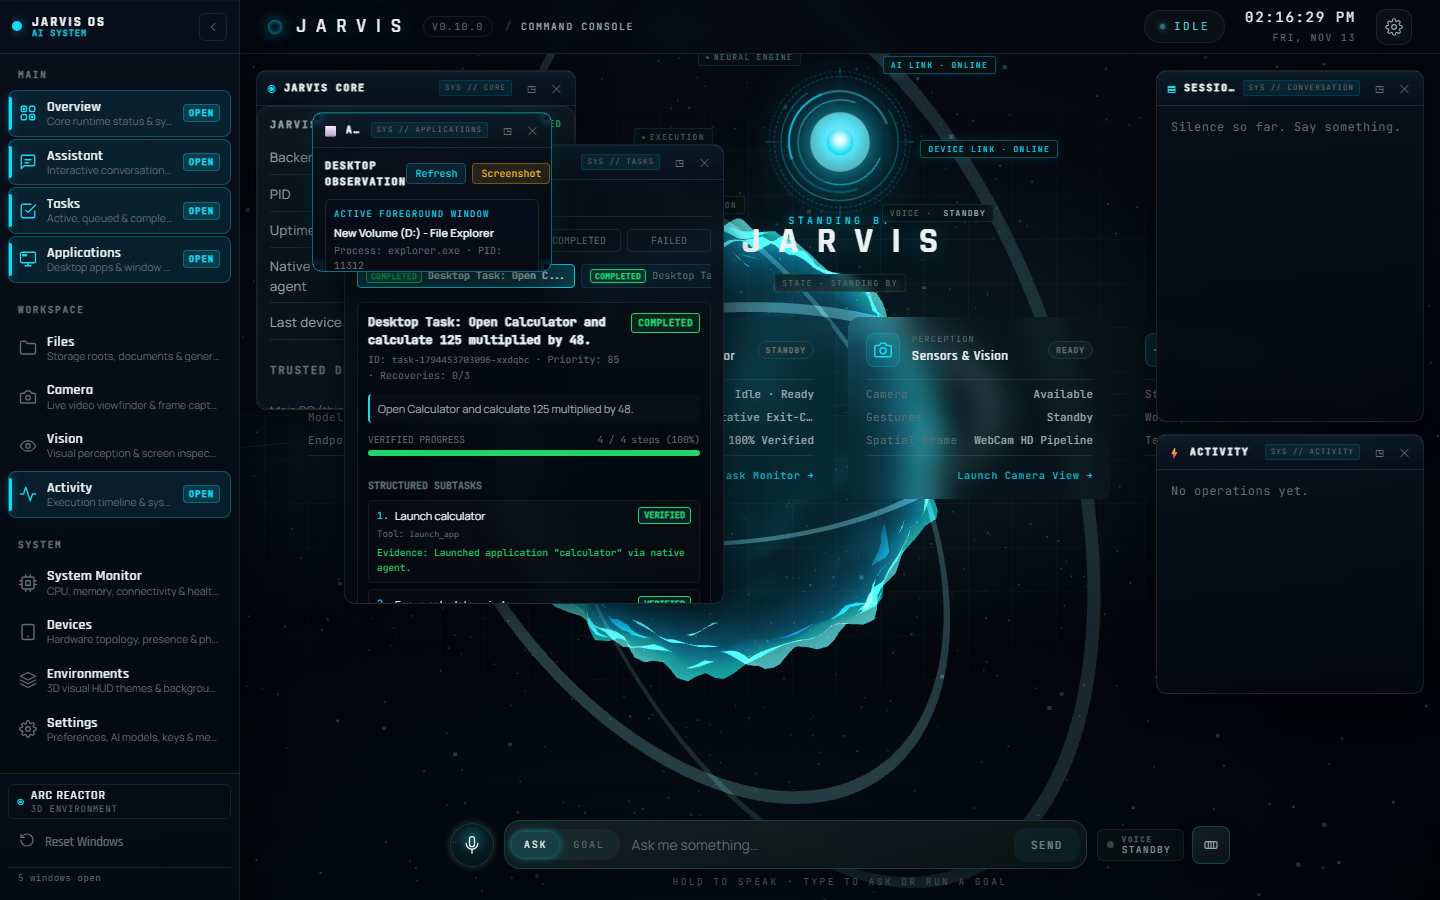 JARVIS OS
AI SYSTEM
MAIN
Overview
Core runtime status & sy...
OPEN
Assistant
Interactive conversation...
OPEN
Tasks
Active, queued & comple...
OPEN
Applications
Desktop apps & window ...
OPEN
WORKSPACE
Files
Storage roots, documents & gener...
Camera
Live video viewfinder & frame capt...
Vision
Visual perception & screen inspec...
Activity
Execution timeline & sys...
OPEN
SYSTEM
System Monitor
CPU, memory, connectivity & healt...
Devices
Hardware topology, presence & ph...
Environments
3D visual HUD themes & backgrou...
Settings
Preferences, AI models, keys & me...
ARC REACTOR
3D ENVIRONMENT
Reset Windows
5 windows open
JARVIS
V0.10.0
/ COMMAND CONSOLE
IDLE
02:16:29 PM
FRI, NOV 13
JARVIS CORE
SYS // CORE
JARVIS
ED
PID
Native
agent
Last device
TRUSTED D
Model
Endpo
A...
SYS // APPLICATIONS
DESKTOP OBSERVATION
Refresh
Screenshot
ACTIVE FOREGROUND WINDOW
New Volume (D:) - File Explorer
Process: explorer.exe · PID:
11312
SYS // TASKS
COMPLETED
FAILED
COMPLETED Desktop Task: Open C...
COMPLETED Desktop Ta
Desktop Task: Open Calculator and
calculate 125 multiplied by 48.
COMPLETED
ID: task-1794453703096-xxdqbc · Priority: 85
· Recoveries: 0/3
Open Calculator and calculate 125 multiplied by 48.
VERIFIED PROGRESS
4 / 4 steps (100%)
STRUCTURED SUBTASKS
1. Launch calculator
VERIFIED
Tool: launch_app
Evidence: Launched application "calculator" via native
agent.
VERIFIED
NEURAL ENGINE
AI LINK · ONLINE
EXECUTION
DEVICE LINK · ONLINE
ON
VOICE · STANDBY
STANDING B
JARVIS
STATE · STANDING BY
or
STANDBY
Idle · Ready
ative Exit-C...
100% Verified
ask Monitor →
PERCEPTION
Sensors & Vision
READY
Camera
Available
Gestures
Standby
Spatial Frame
WebCam HD Pipeline
Launch Camera View →
St
Wo
Te
SESSIO...
SYS // CONVERSATION
Silence so far. Say something.
ACTIVITY
SYS // ACTIVITY
No operations yet.
ASK
GOAL
Ask me something...
SEND
VOICE
STANDBY
HOLD TO SPEAK · TYPE TO ASK OR RUN A GOAL